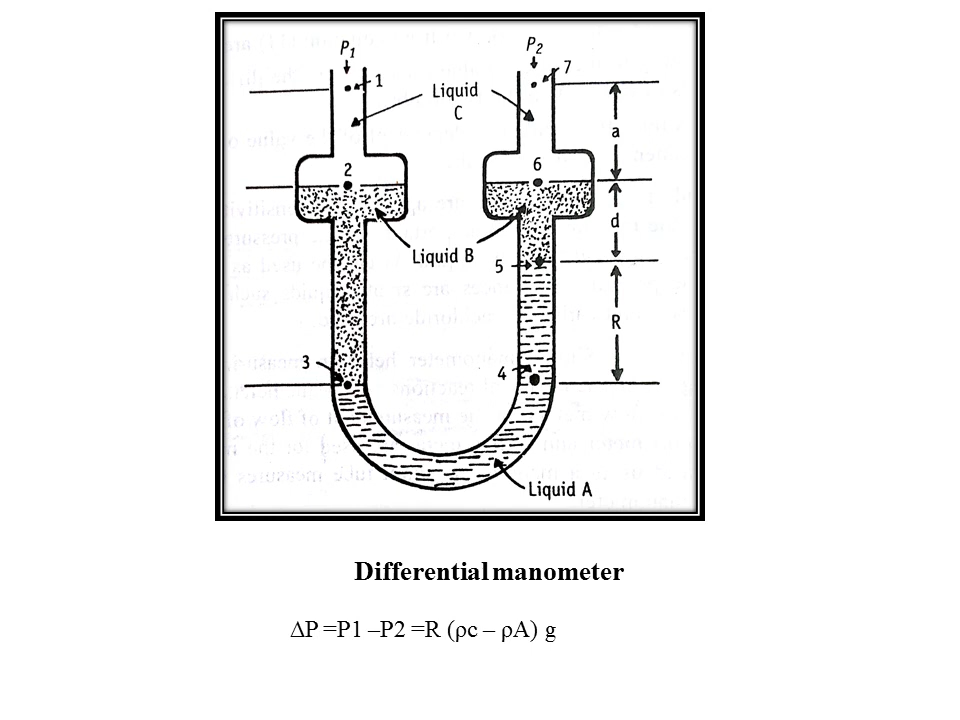 P1 P2
1 7
Liquid
C
a
2 6
d
Liquid B
5
R
3 4
Liquid A
Differential manometer
ΔP =P1 –P2 =R (ρc – ρA) g